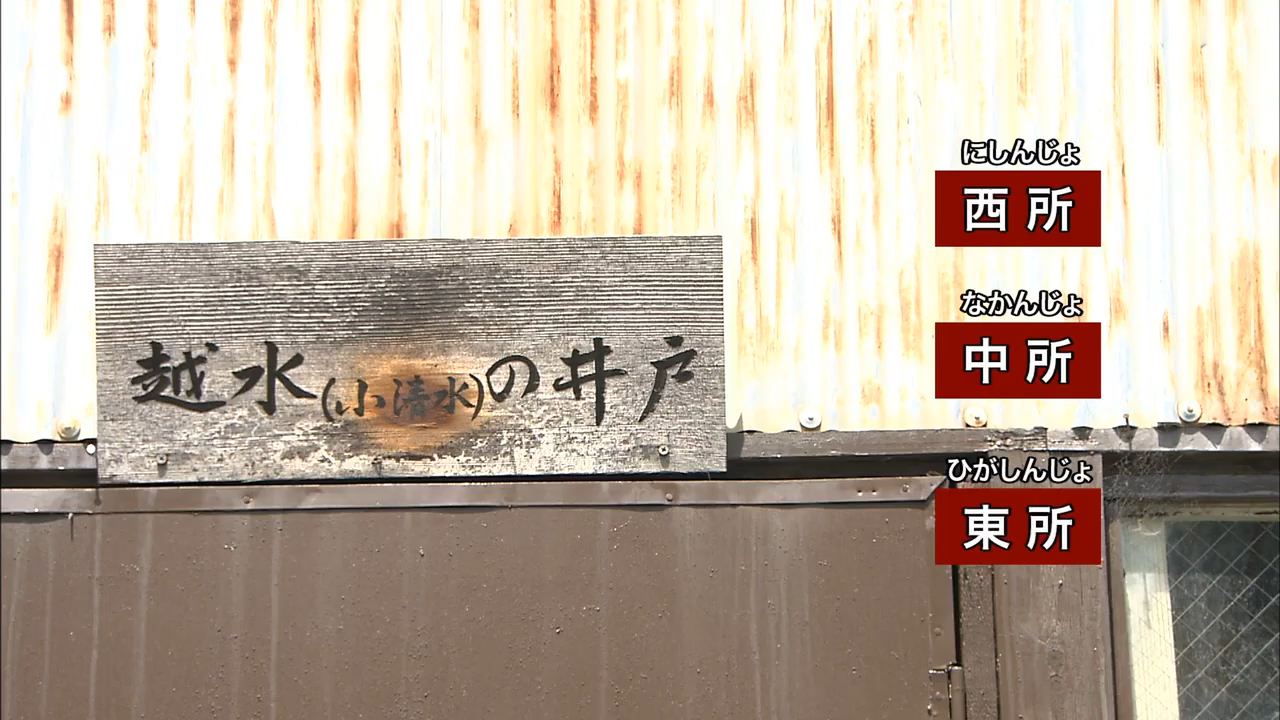 越水(小清水)の井戸
にしんじょ
西所
なかんじょ
中所
ひがしんじょ
東所